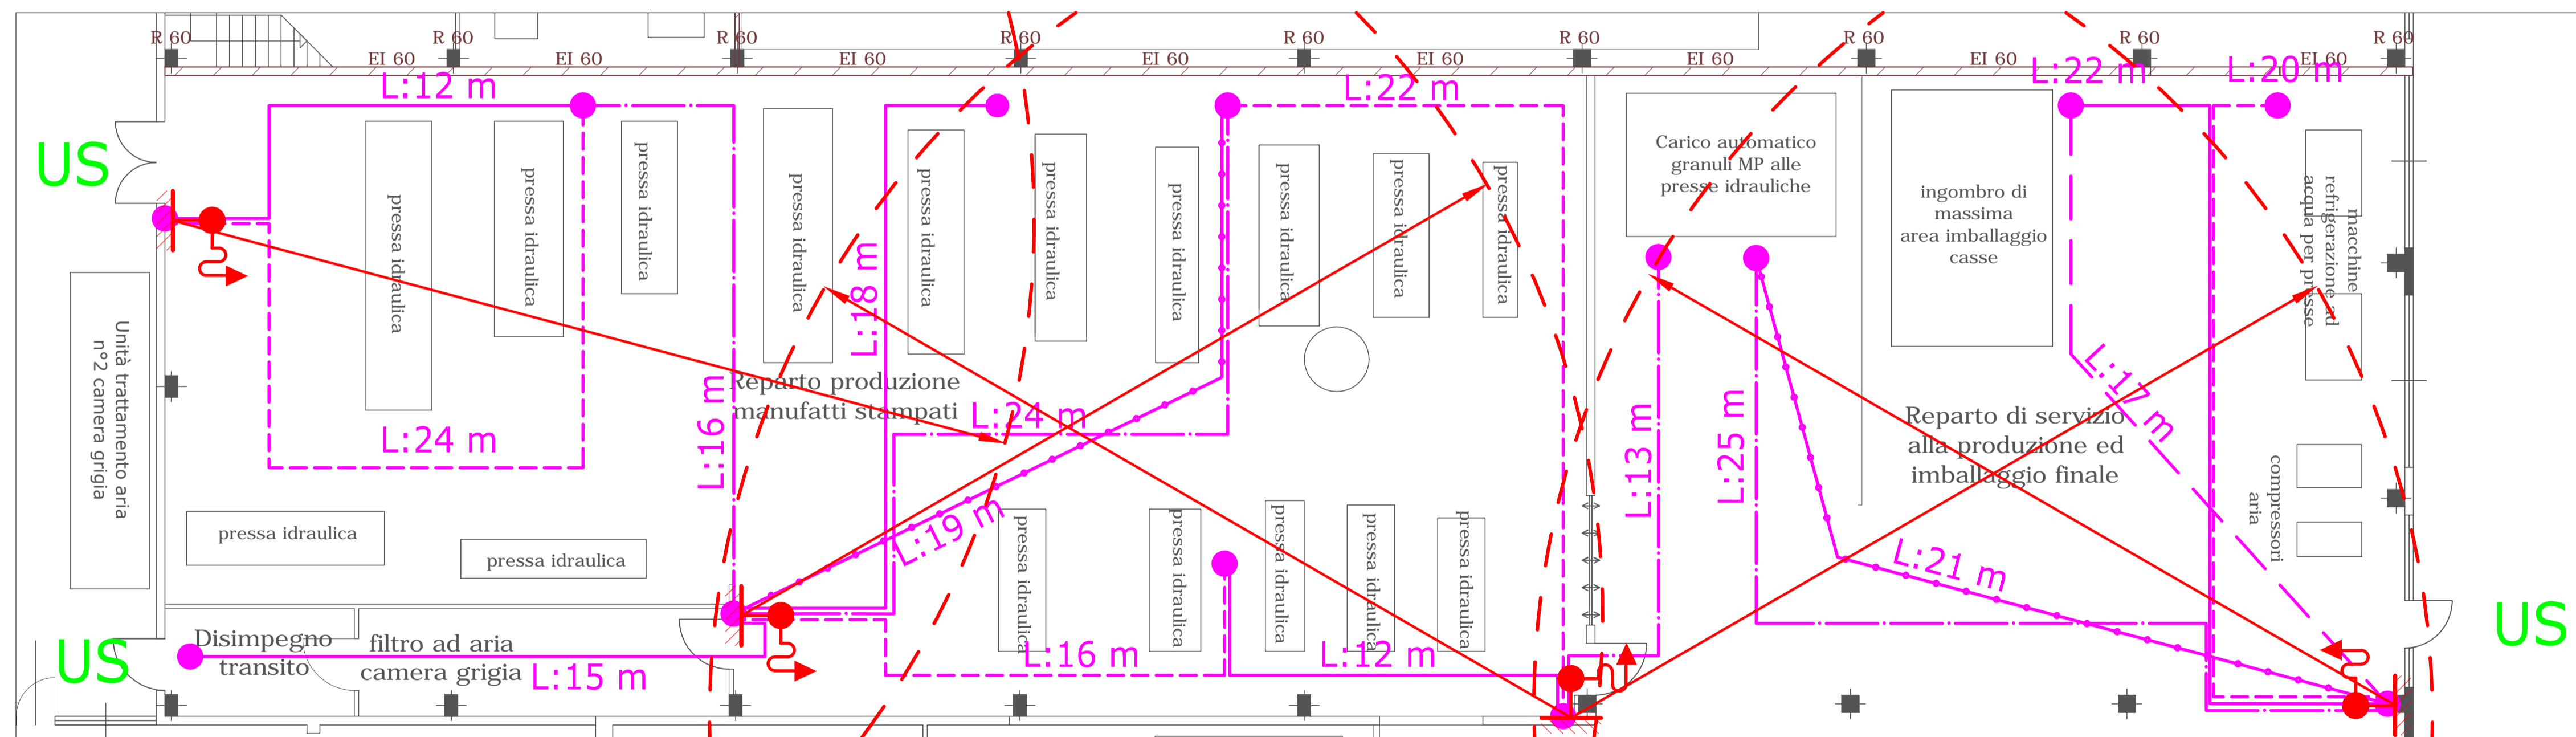 R 60
R 60
R 60
R 60
R 60
R 60
R 60
R 60
R 60
EI 60
EI 60
EI 60
EI 60
EI 60
EI 60
EI 60
EI 60
L:12 m
L:22 m
L:22 m
L:20 m
US
pressa idraulica
pressa idraulica
pressa idraulica
pressa idraulica
pressa idraulica
pressa idraulica
pressa idraulica
pressa idraulica
pressa idraulica
pressa idraulica
Carico automatico
granuli MP alle
presse idrauliche
ingombro di
massima
area imballaggio
casse
macchine
refrigerazione ad
acqua per presse
Unità trattamento aria
n°2 camera grigia
L:18 m
Reparto produzione
manufatti stampati
L:24 m
L:24 m
L:16 m
L:19 m
L:13 m
L:25 m
L:17 m
Reparto di servizio
alla produzione ed
imballaggio finale
compressori
aria
L:21 m
pressa idraulica
pressa idraulica
pressa idraulica
pressa idraulica
pressa idraulica
pressa idraulica
pressa idraulica
US
US
Disimpegno
transito
filtro ad aria
camera grigia
L:15 m
L:16 m
L:12 m